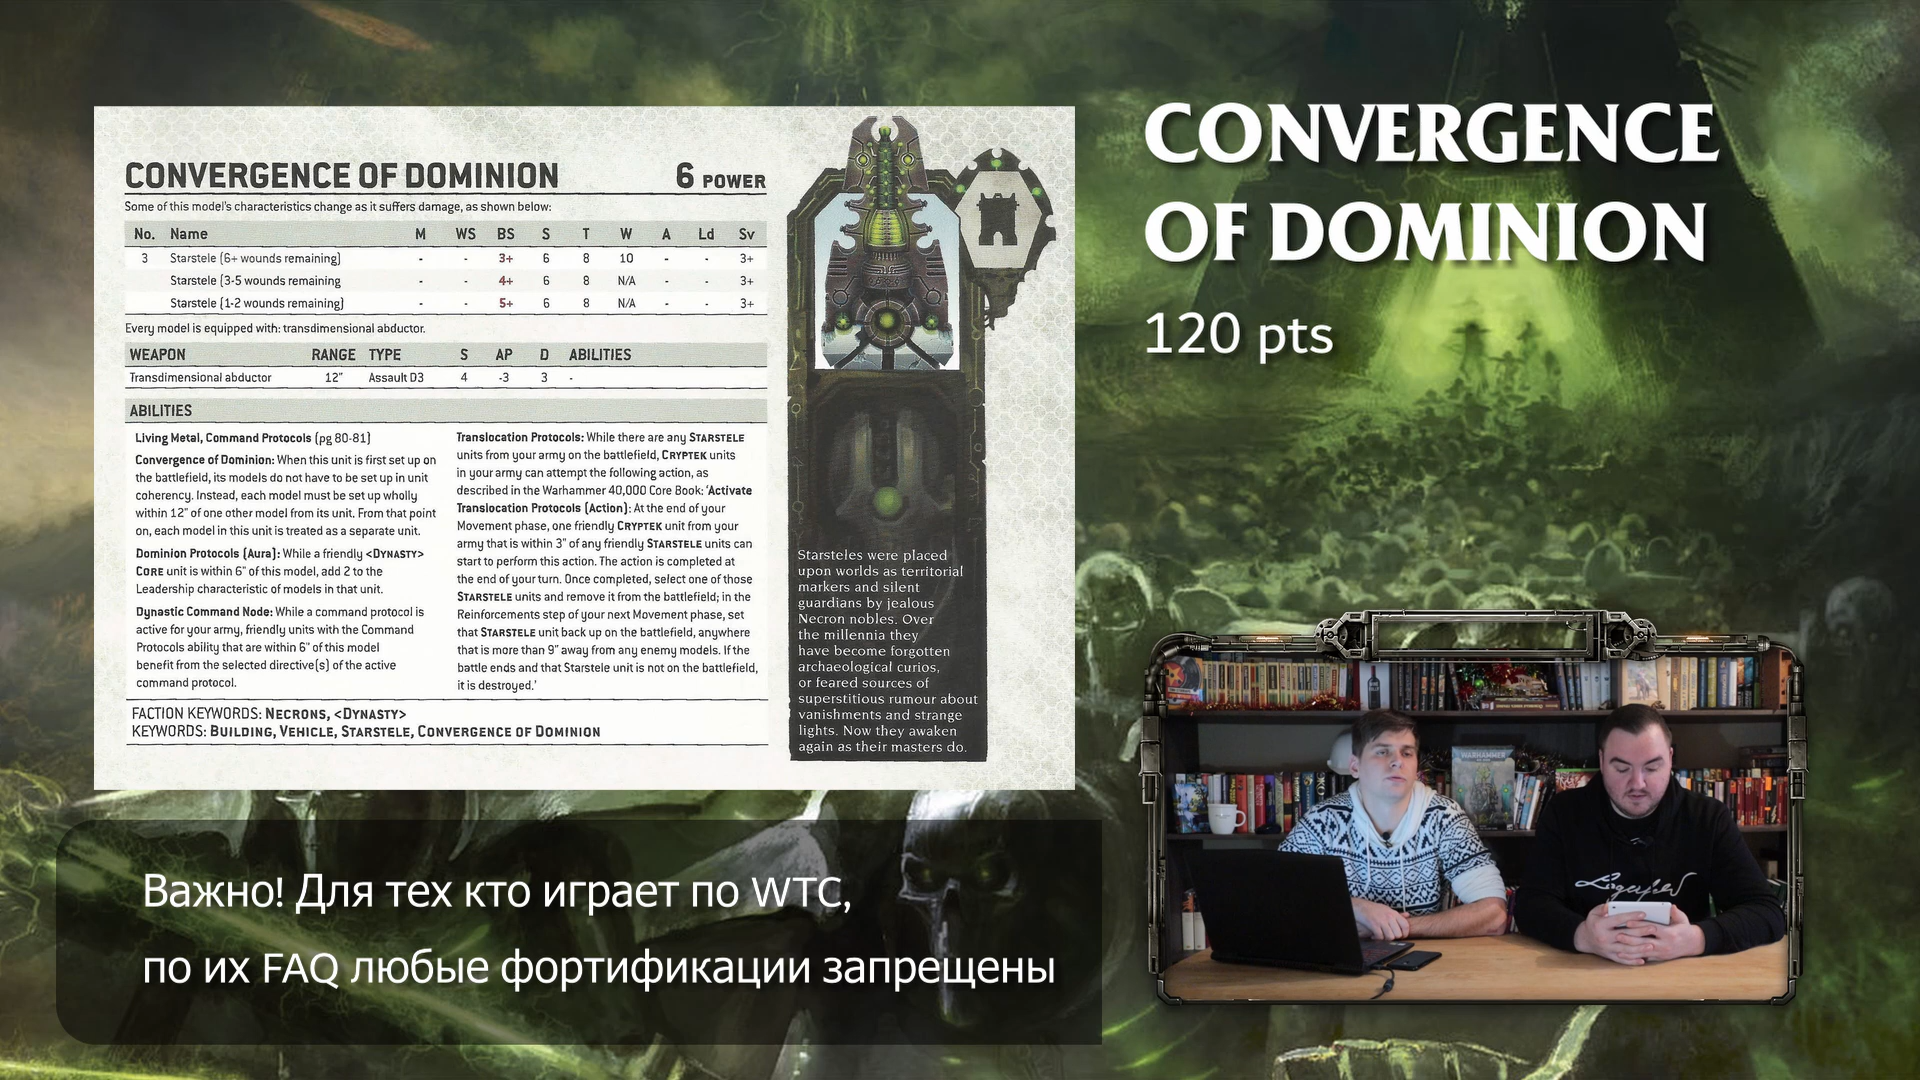 CONVERGENCE OF DOMINION
6 POWER
Some of this model's characteristics change as it suffers damage, as shown below:
No. Name M WS BS S T W A Ld Sv
3 Starstele (6+ wounds remaining) - - 3+ 6 8 10 - - 3+
Starstele (3-5 wounds remaining - - 4+ 6 8 N/A - - 3+
Starstele (1-2 wounds remaining) - - 5+ 6 8 N/A - - 3+
Every model is equipped with: transdimensional abductor.
WEAPON RANGE TYPE S AP D ABILITIES
Transdimensional abductor 12" Assault D3 4 -3 3 -
ABILITIES
Living Metal, Command Protocols (pg 80-81)
Convergence of Dominion: When this unit is first set up on
the battlefield, its models do not have to be set up in unit
coherency. Instead, each model must be set up wholly
within 12" of one other model from its unit. From that point
on, each model in this unit is treated as a separate unit.
Dominion Protocols (Aura): While a friendly <DYNASTY>
CORE unit is within 6" of this model, add 2 to the
Leadership characteristic of models in that unit.
Dynastic Command Node: While a command protocol is
active for your army, friendly units with the Command
Protocols ability that are within 6" of this model
benefit from the selected directive(s) of the active
command protocol.
Translocation Protocols: While there are any STARSTELE
units from your army on the battlefield, CRYPTEK units
in your army can attempt the following action, as
described in the Warhammer 40,000 Core Book: 'Activate
Translocation Protocols (Action): At the end of your
Movement phase, one friendly CRYPTEK unit from your
army that is within 3" of any friendly STARSTELE units can
start to perform this action. The action is completed at
the end of your turn. Once completed, select one of those
STARSTELE units and remove it from the battlefield; in the
Reinforcements step of your next Movement phase, set
that STARSTELE unit back up on the battlefield, anywhere
that is more than 9" away from any enemy models. If the
battle ends and that Starstele unit is not on the battlefield,
it is destroyed.'
FACTION KEYWORDS: NECRONS, <DYNASTY>
KEYWORDS: BUILDING, VEHICLE, STARSTELE, CONVERGENCE OF DOMINION
Starsteles were placed
upon worlds as territorial
markers and silent
guardians by jealous
Necron nobles. Over
the millennia they
have become forgotten
archaeological curios,
or feared sources of
superstitious rumour about
vanishments and strange
lights. Now they awaken
again as their masters do.
CONVERGENCE
OF DOMINION
120 pts
WARHAMMER
Важно! Для тех кто играет по WTC,
по их FAQ любые фортификации запрещены